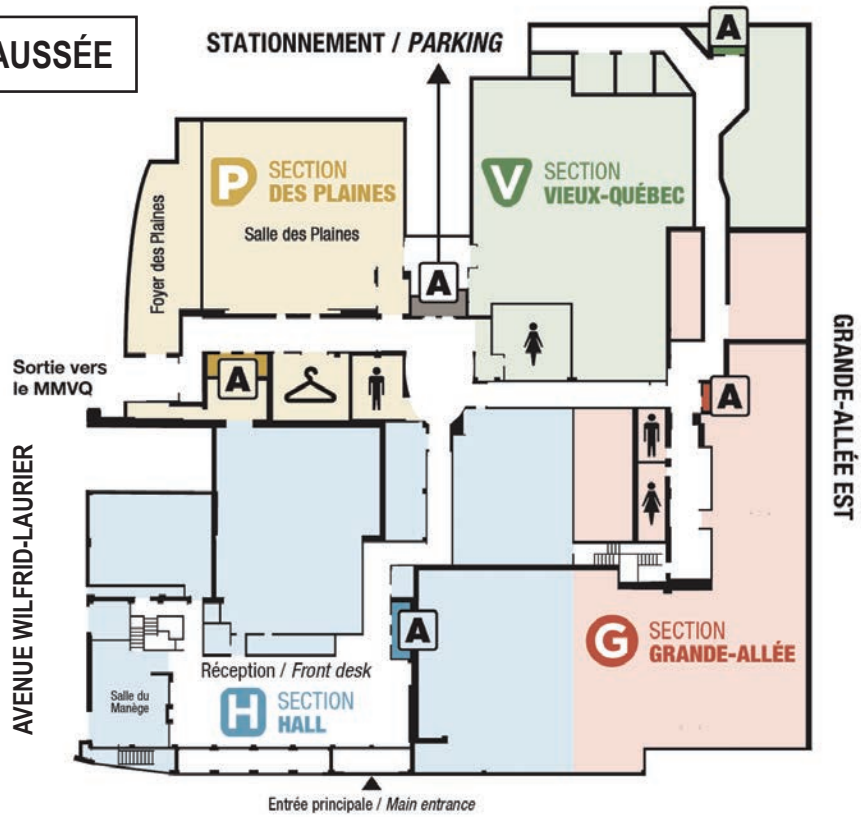 AUSSÉE
STATIONNEMENT / PARKING
A
P
SECTION
DES PLAINES
V
SECTION
VIEUX-QUÉBEC
Salle des Plaines
Foyer des Plaines
A
Sortie vers
le MMVQ
A
A
GRANDE-ALLÉE EST
AVENUE WILFRID-LAURIER
A
G
SECTION
GRANDE-ALLÉE
Réception / Front desk
H
SECTION
HALL
Salle du
Manège
Entrée principale / Main entrance